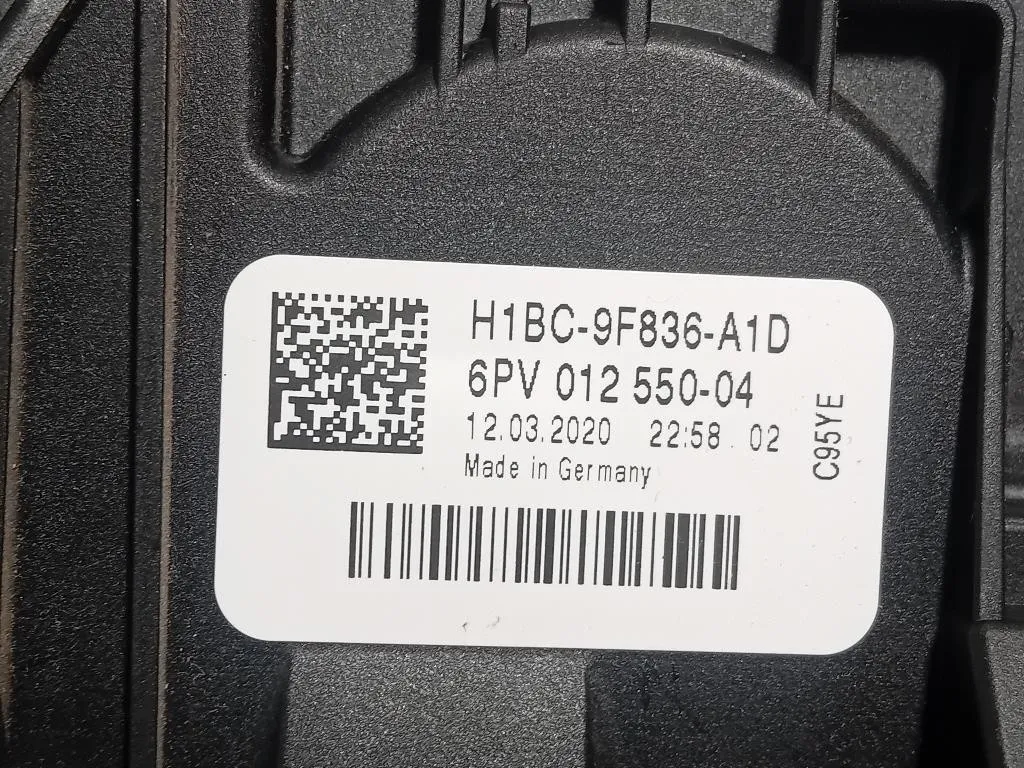 H1BC-9F836-A1D
6PV 012 550-04
12.03.2020 22:58 02
Made in Germany
C95YE